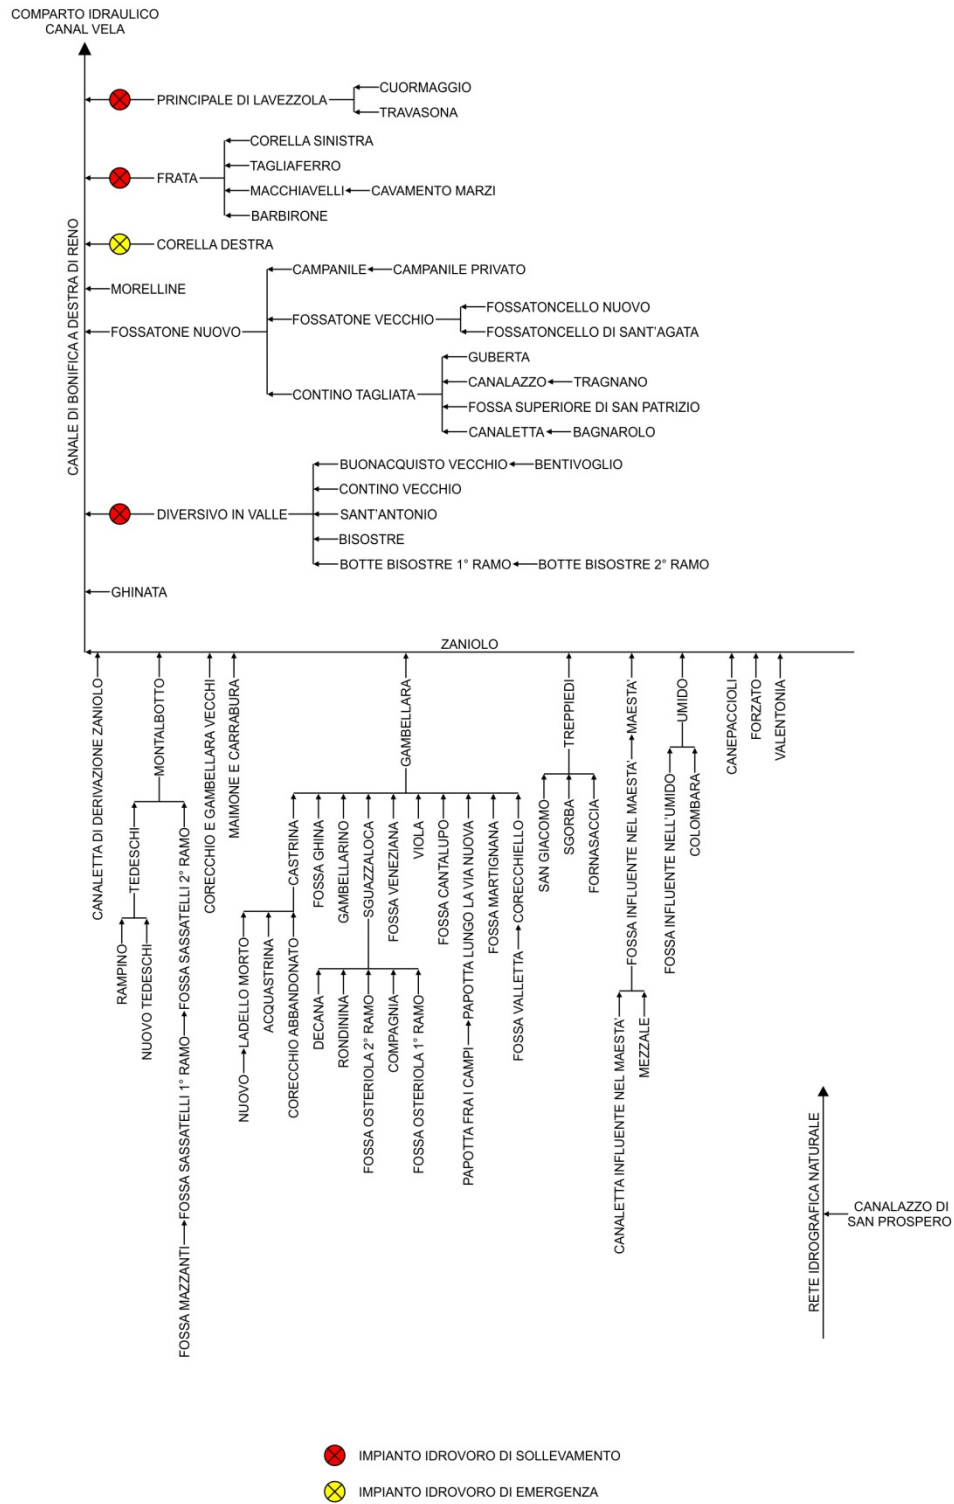 COMPARTO IDRAULICO
CANAL VELA
PRINCIPALE DI LAVEZZOLA
CUORMAGGIO
TRAVASONA
FRATA
CORELLA SINISTRA
TAGLIAFERRO
MACCHIAVELLI
CAVAMENTO MARZI
BARBIRONE
CORELLA DESTRA
CANALE DI BONIFICA A DESTRA DI RENO
MORELLINE
FOSSATONE NUOVO
CAMPANILE
CAMPANILE PRIVATO
FOSSATONE VECCHIO
FOSSATONCELLO NUOVO
FOSSATONCELLO DI SANT'AGATA
CONTINO TAGLIATA
GUBERTA
CANALAZZO
TRAGNANO
FOSSA SUPERIORE DI SAN PATRIZIO
CANALETTA
BAGNAROLO
DIVERSIVO IN VALLE
BUONACQUISTO VECCHIO
BENTIVOGLIO
CONTINO VECCHIO
SANT'ANTONIO
BISOSTRE
BOTTE BISOSTRE 1° RAMO
BOTTE BISOSTRE 2° RAMO
GHINATA
ZANIOLO
CANALETTA DI DERIVAZIONE ZANIOLO
MONTALBOTTO
TEDESCHI
RAMPINO
NUOVO TEDESCHI
FOSSA SASSATELLI 2° RAMO
FOSSA SASSATELLI 1° RAMO
FOSSA MAZZANTI
CORECCHIO E GAMBELLARA VECCHI
MAIMONE E CARRABURA
GAMBELLARA
CASTRINA
LADELLO MORTO
NUOVO
ACQUASTRINA
CORECCHIO ABBANDONATO
FOSSA GHINA
GAMBELLARINO
SGUAZZALOCA
DECANA
RONDININA
FOSSA OSTERIOLA 2° RAMO
COMPAGNIA
FOSSA OSTERIOLA 1° RAMO
FOSSA VENEZIANA
VIOLA
FOSSA CANTALUPO
PAPOTTA LUNGO LA VIA NUOVA
PAPOTTA FRA I CAMPI
FOSSA MARTIGNANA
CORECCHIELLO
FOSSA VALLETTA
TREPPIEDI
SAN GIACOMO
SGORBA
FORNASACCIA
MAESTA'
FOSSA INFLUENTE NEL MAESTA'
CANALETTA INFLUENTE NEL MAESTA'
MEZZALE
UMIDO
FOSSA INFLUENTE NELL'UMIDO
COLOMBARA
CANEPACCIOLI
FORZATO
VALENTONIA
RETE IDROGRAFICA NATURALE
CANALAZZO DI
SAN PROSPERO
IMPIANTO IDROVORO DI SOLLEVAMENTO
IMPIANTO IDROVORO DI EMERGENZA